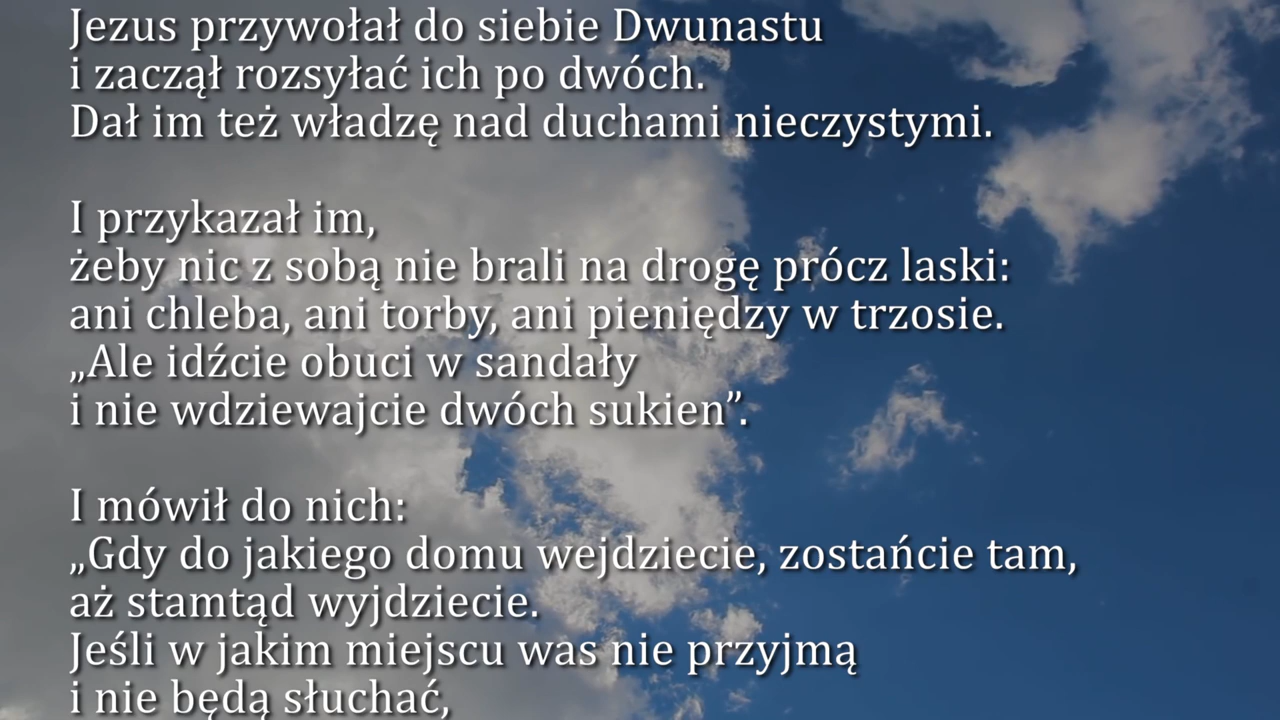 Jezus przywołał do siebie Dwunastu
i zaczął rozsyłać ich po dwóch.
Dał im też władzę nad duchami nieczystymi.
I przykazał im,
żeby nic z sobą nie brali na drogę prócz laski:
ani chleba, ani torby, ani pieniędzy w trzosie.
„Ale idźcie obuci w sandały
i nie wdziewajcie dwóch sukien”.
I mówił do nich:
„Gdy do jakiego domu wejdziecie, zostańcie tam,
aż stamtąd wyjdziecie.
Jeśli w jakim miejscu was nie przyjmą
i nie będą słuchać,